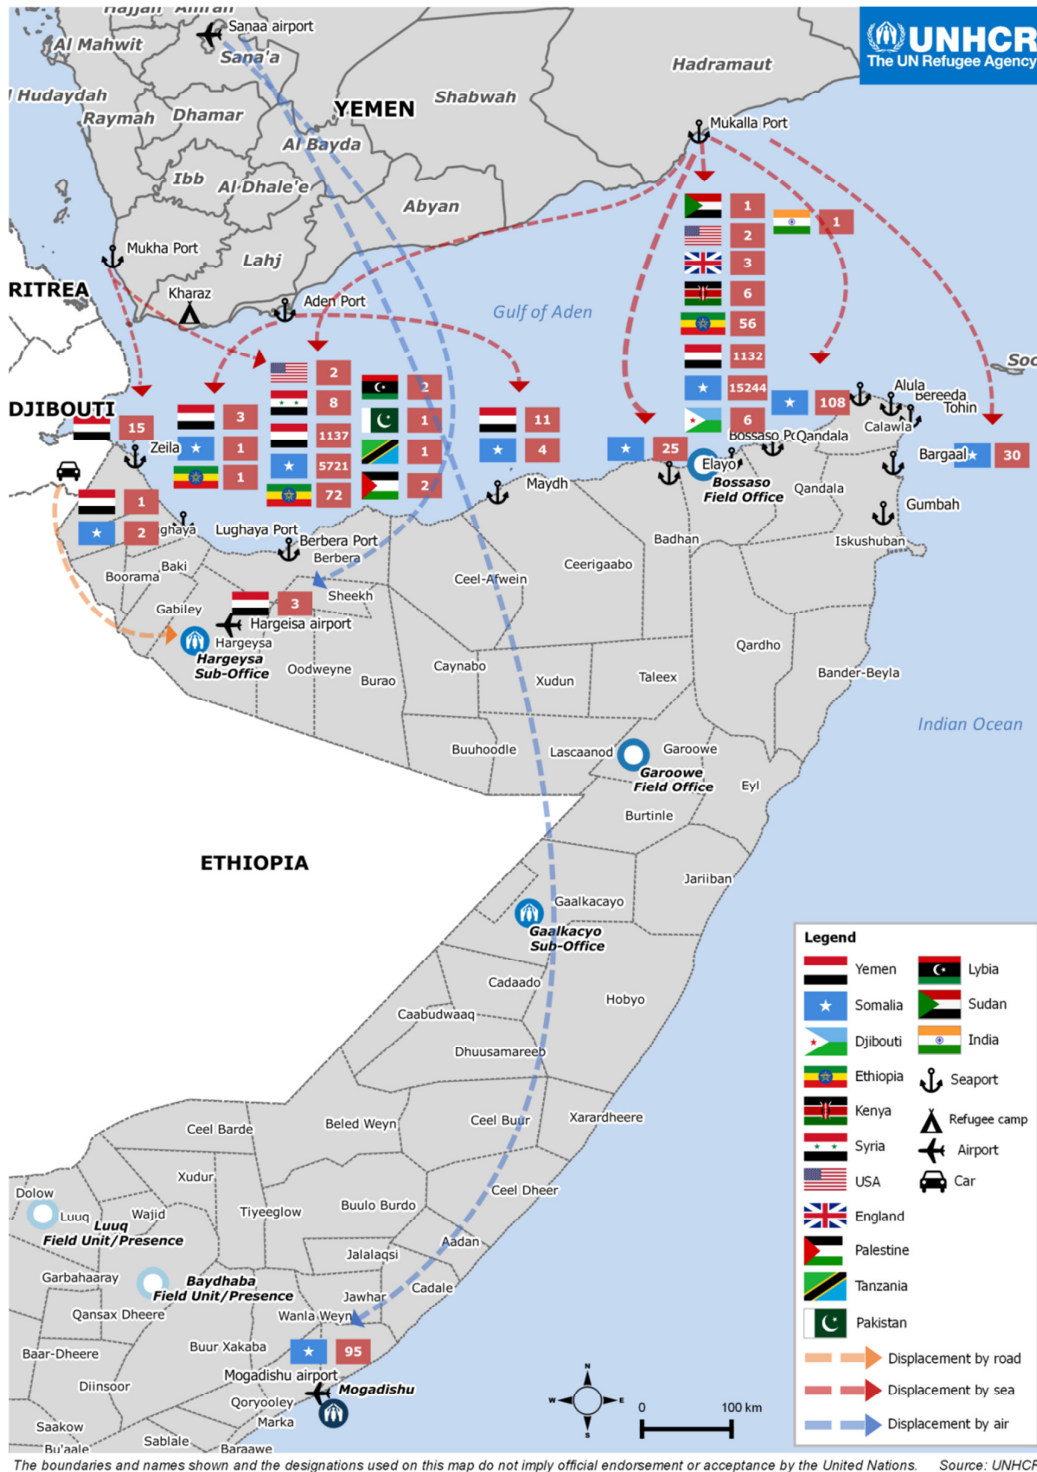 Hajjah
Amran
Sanaa airport
Al Mahwit
Sana'a
UNHCR
The UN Refugee Agency
Hadramaut
Shabwah
l Hudaydah
Raymah
Dhamar
YEMEN
Mukalla Port
Al Bayda
Ibb
Al Dhale'e
Abyan
1
1
2
Mukha Port
Lahj
3
RITREA
Kharaz
Aden Port
6
Gulf of Aden
56
1132
Soc
2
2
15244
Alula
8
108
Bereeda
Tohin
DJIBOUTI
15
3
1137
1
11
6
Calawla
Zeila
1
5721
1
4
25
Bossaso Po
Qandala
Bargaal
30
1
72
2
Elayo
Bossaso
Field Office
Maydh
Qandala
1
Gumbah
2
ghaya
Lughaya Port
Berbera Port
Badhan
Iskushuban
Berbera
Baki
Ceerigaabo
Boorama
Ceel-Afwein
Sheekh
Gabiley
3
Hargeisa airport
Hargeysa
Hargeysa
Sub-Office
Oodweyne
Burao
Caynabo
Xudun
Taleex
Qardho
Bander-Beyla
Indian Ocean
Buuhoodle
Lascaanod
Garoowe
Garoowe
Field Office
Eyl
Burtinle
ETHIOPIA
Jariiban
Gaalkacayo
Gaalkacyo
Sub-Office
Cadaado
Hobyo
Caabudwaaq
Dhuusamareeb
Ceel Barde
Beled Weyn
Ceel Buur
Xarardheere
Xudur
Dolow
Luuq
Wajid
Tiyeeglow
Buulo Burdo
Ceel Dheer
Luuq
Field Unit/Presence
Aadan
Jalalaqsi
Garbahaaray
Baydhaba
Field Unit/Presence
Cadale
Jawhar
Qansax Dheere
Wanla Weyn
Baar-Dheere
Buur Xakaba
95
Mogadishu airport
Diinsoor
Mogadishu
Qoryooley
Marka
Saakow
Sablale
Bu'aale
Baraawe
N
W
E
S
0
100 km
Legend
Yemen
Lybia
Somalia
Sudan
Djibouti
India
Ethiopia
Seaport
Kenya
Refugee camp
Syria
Airport
USA
Car
England
Palestine
Tanzania
Pakistan
Displacement by road
Displacement by sea
Displacement by air
The boundaries and names shown and the designations used on this map do not imply official endorsement or acceptance by the United Nations.
Source: UNHCR